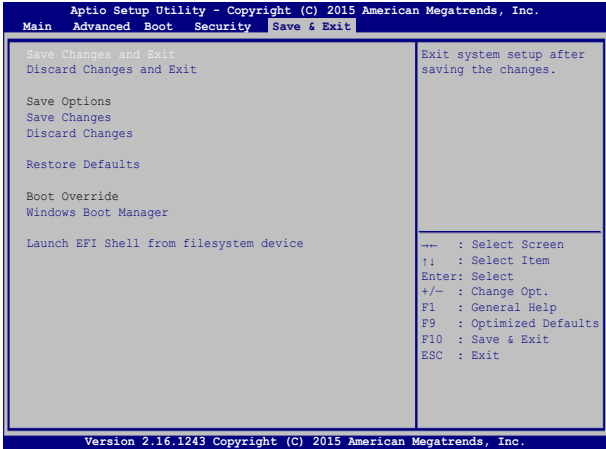 Aptio Setup Utility - Copyright (C) 2015 American Megatrends, Inc.
Main Advanced Boot Security Save & Exit
Save Changes and Exit
Discard Changes and Exit
Save Options
Save Changes
Discard Changes
Restore Defaults
Boot Override
Windows Boot Manager
Launch EFI Shell from filesystem device
Exit system setup after
saving the changes.
→← : Select Screen
↑↓ : Select Item
Enter: Select
+/— : Change Opt.
F1 : General Help
F9 : Optimized Defaults
F10 : Save & Exit
ESC : Exit
Version 2.16.1243 Copyright (C) 2015 American Megatrends, Inc.